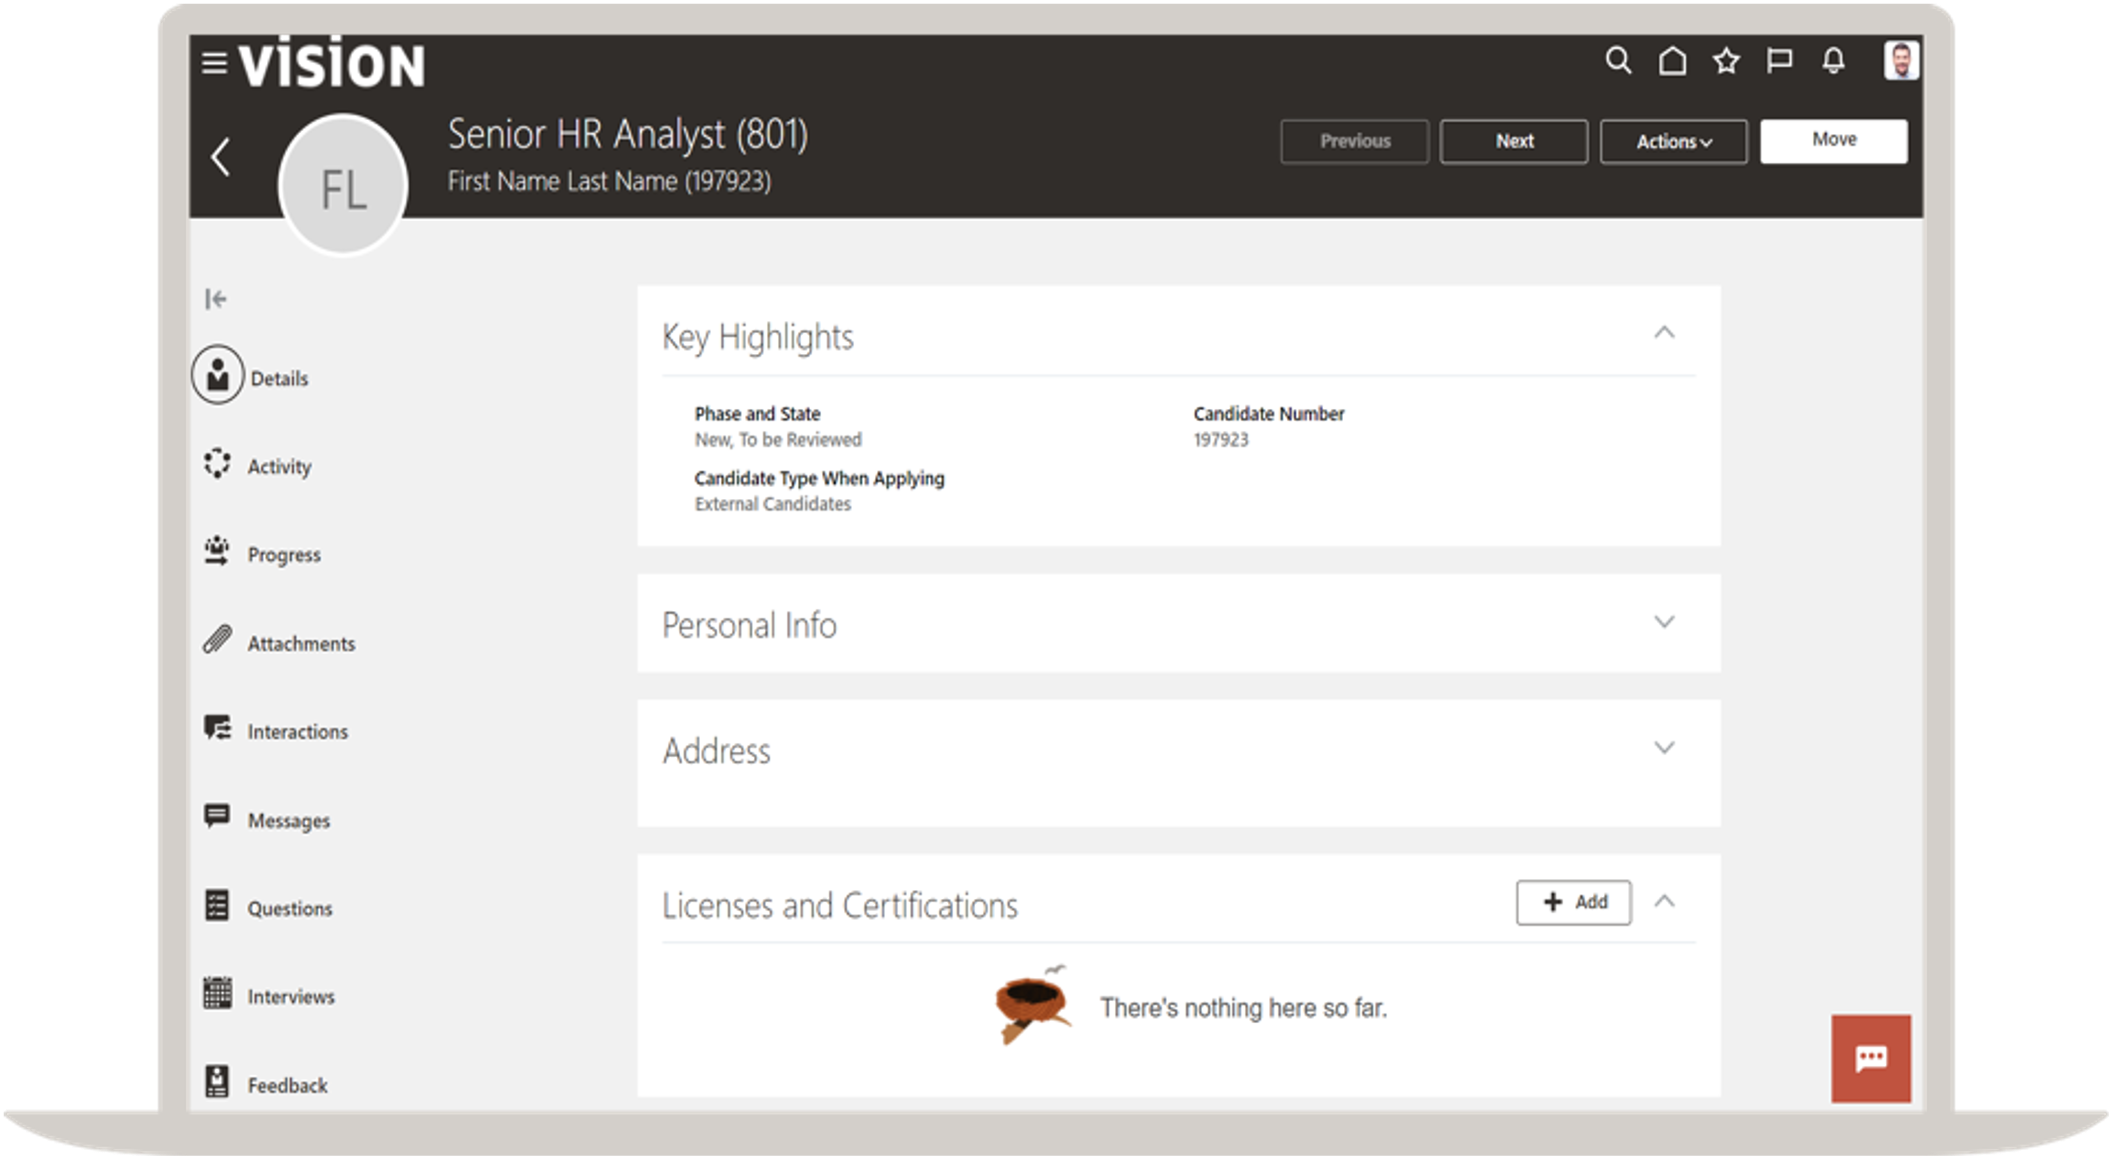 vision
Senior HR Analyst (801)
First Name Last Name (197923)
FL
Previous
Next
Actions
Move
Details
Activity
Progress
Attachments
Interactions
Messages
Questions
Interviews
Feedback
Key Highlights
Phase and State
New, To be Reviewed
Candidate Number
197923
Candidate Type When Applying
External Candidates
Personal Info
Address
Licenses and Certifications
Add
There's nothing here so far.